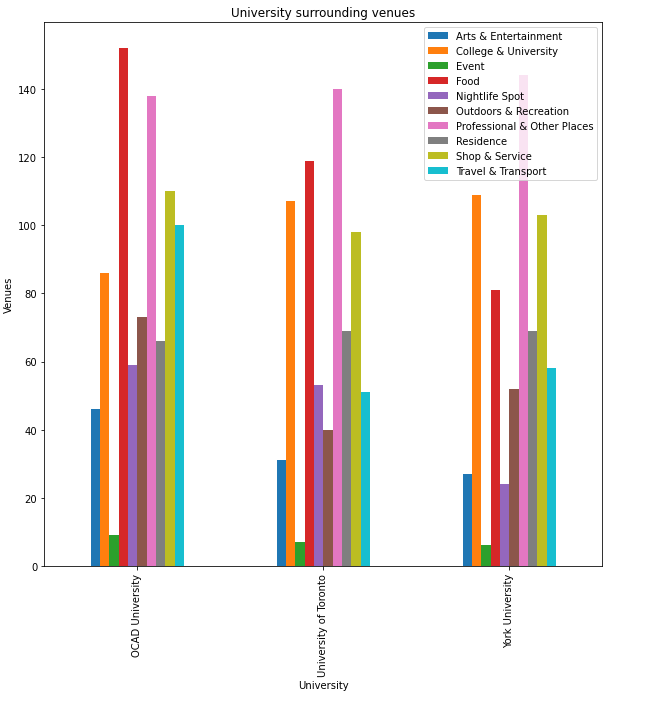 University surrounding venues
Arts & Entertainment
College & University
Event
Food
Nightlife Spot
Outdoors & Recreation
Professional & Other Places
Residence
Shop & Service
Travel & Transport
Venues
140
120
100
80
60
40
20
0
OCAD University
University of Toronto
York University
University